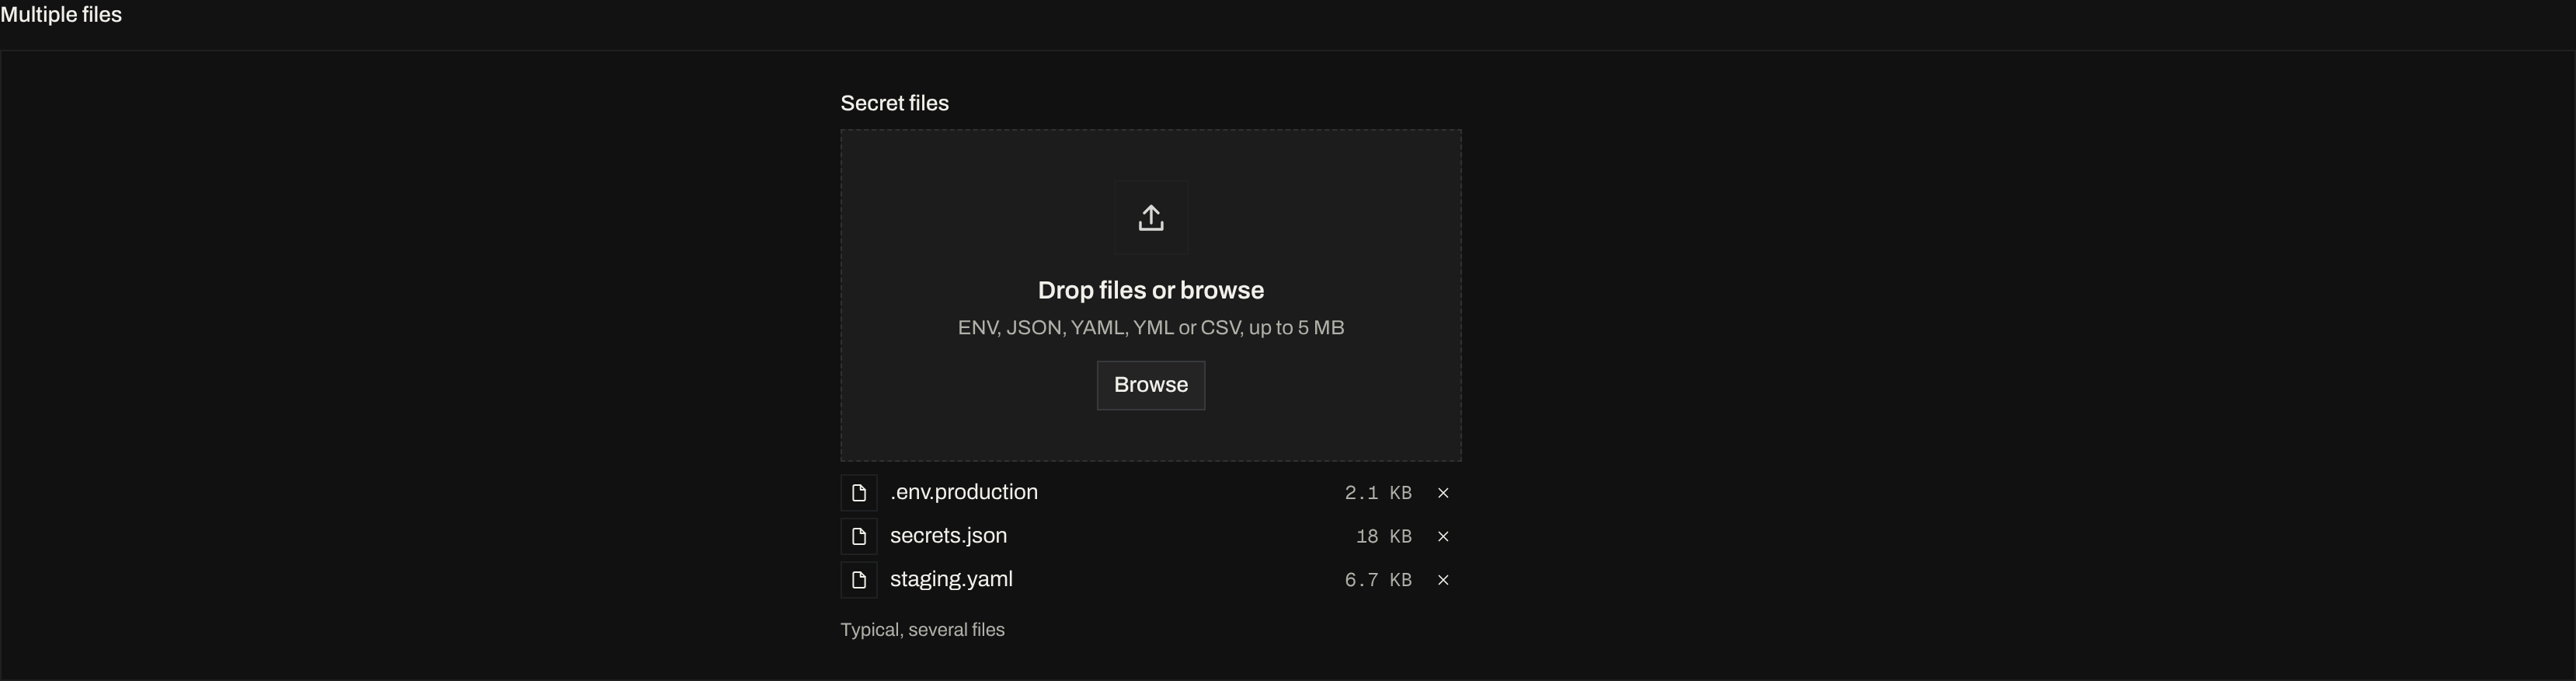 Multiple files
Secret files
Drop files or browse
ENV, JSON, YAML, YML or CSV, up to 5 MB
Browse
.env.production 2.1 KB
secrets.json 18 KB
staging.yaml 6.7 KB
Typical, several files